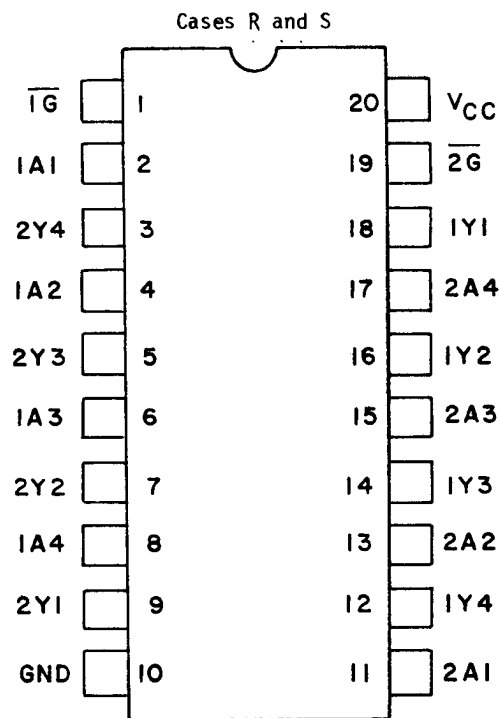 Cases R and S
1G 1 20 VCC
1A1 2 19 2G
2Y4 3 18 1Y1
1A2 4 17 2A4
2Y3 5 16 1Y2
1A3 6 15 2A3
2Y2 7 14 1Y3
1A4 8 13 2A2
2Y1 9 12 1Y4
GND 10 11 2A1